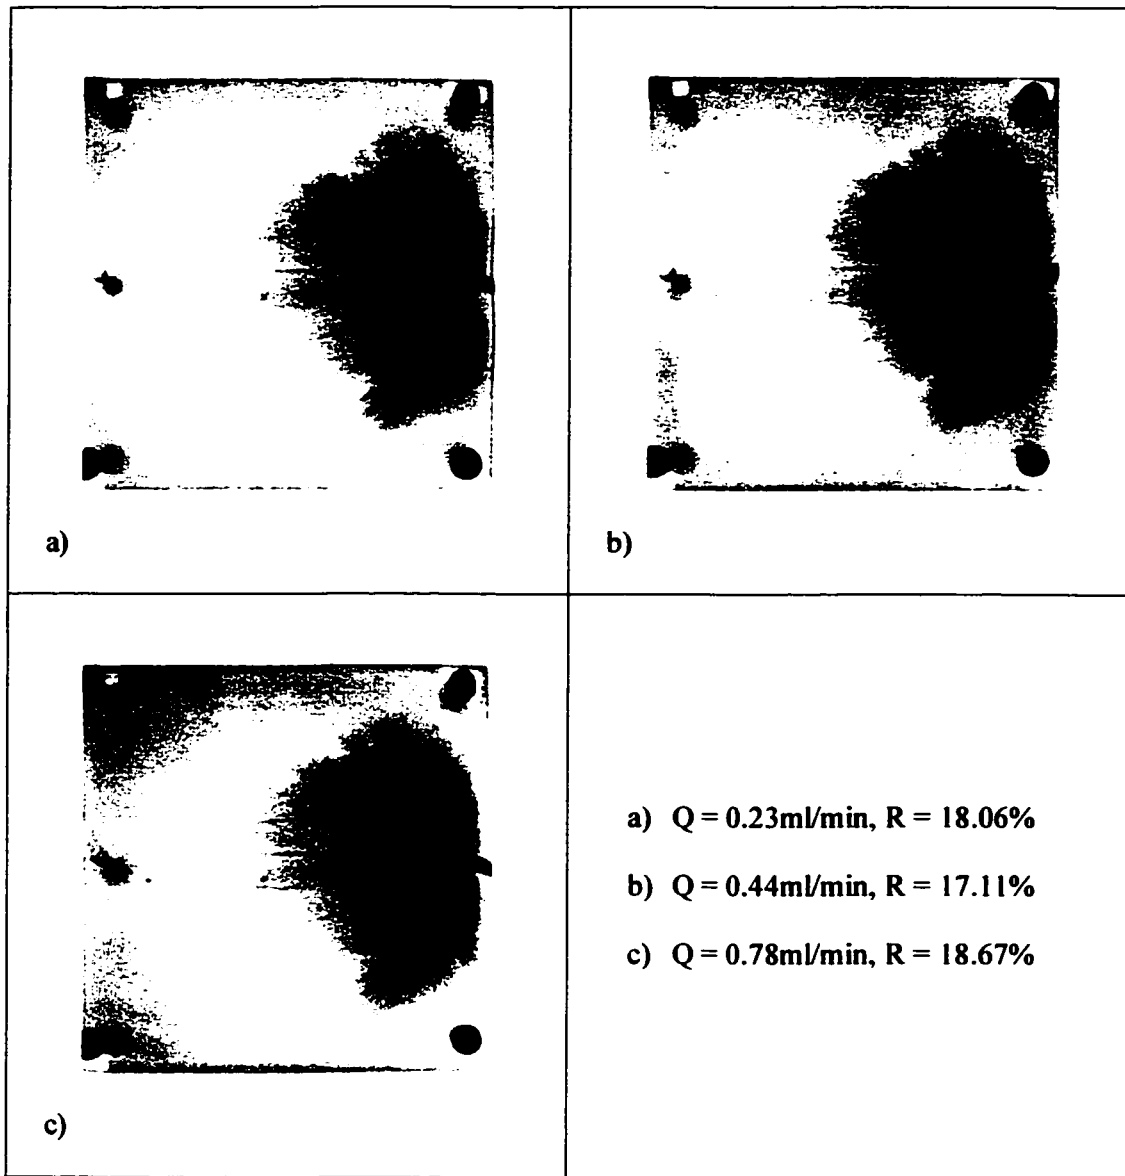 a)
b)
c)
a) Q = 0.23ml/min, R = 18.06%
b) Q = 0.44ml/min, R = 17.11%
c) Q = 0.78ml/min, R = 18.67%